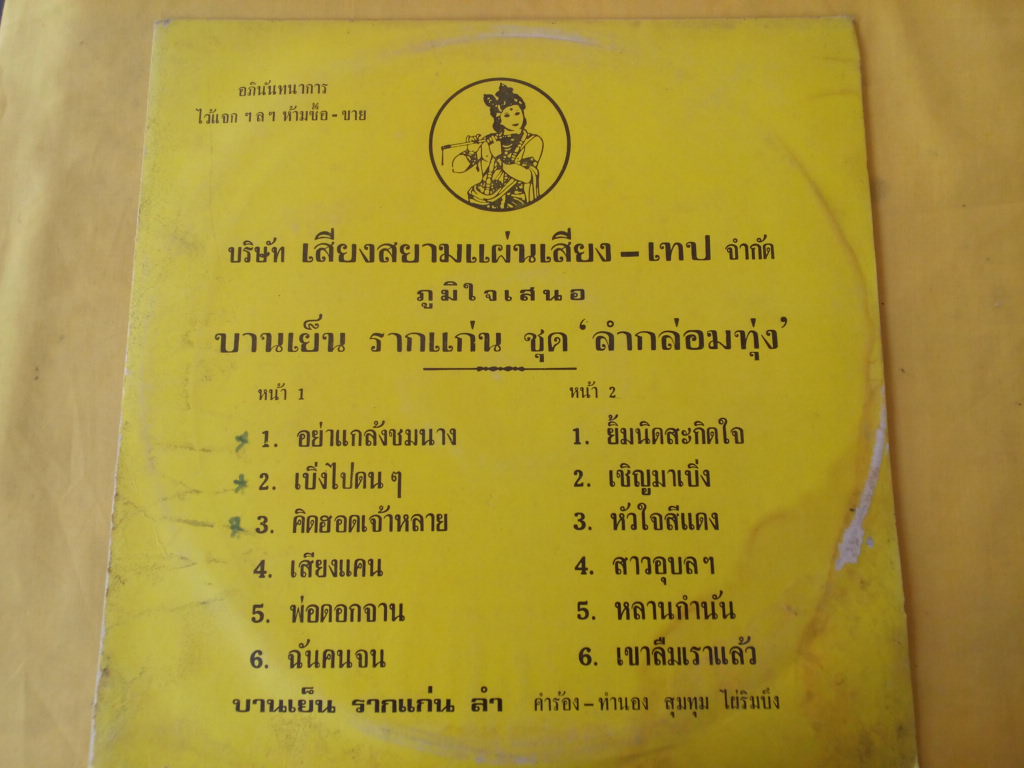 อภินันทนาการ
ไว้แจก ฯลฯ ห้ามซื้อ - ขาย
บริษัท เสียงสยามแผ่นเสียง - เทป จำกัด
ภูมิใจเสนอ
บานเย็น รากแก่น ชุด ‘ลำกล่อมทุ่ง’
หน้า 1
1. อย่าแกล้งชมนาง
2. เบิ่งไปดน ๆ
3. คิดฮอดเจ้าหลาย
4. เสียงแคน
5. พ่อดอกจาน
6. ฉันคนจน
หน้า 2
1. ยิ้มนิดสะกิดใจ
2. เชิญมาเบิ่ง
3. หัวใจสีแดง
4. สาวอุบลฯ
5. หลานกำนัน
6. เขาลืมเราแล้ว
บานเย็น รากแก่น ลำ คำร้อง - ทำนอง สุมทุม ไผ่ริมบึง